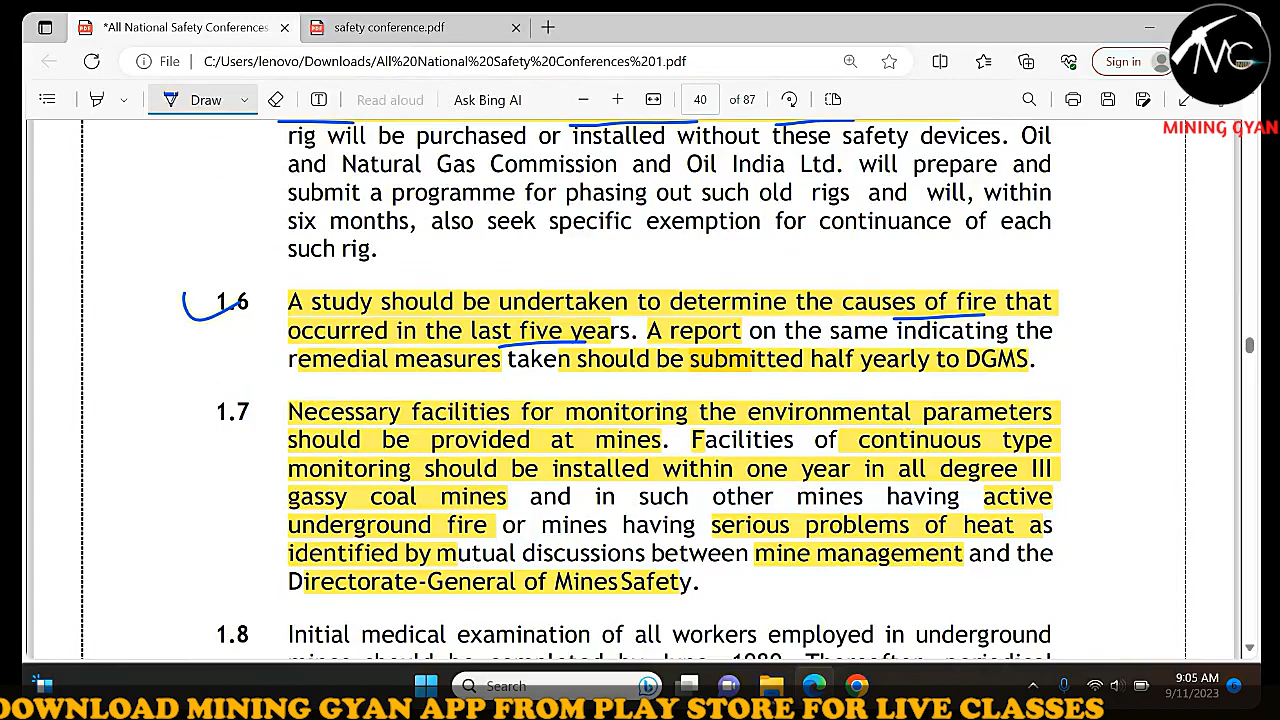 *All National Safety Conferences
safety conference.pdf
File
C:/Users/lenovo/Downloads/All%20National%20Safety%20Conferences%201.pdf
Sign in
MC
MINING GYAN
Draw
Read aloud
Ask Bing AI
40
of 87
rig will be purchased or installed without these safety devices. Oil
and Natural Gas Commission and Oil India Ltd. will prepare and
submit a programme for phasing out such old rigs and will, within
six months, also seek specific exemption for continuance of each
such rig.
1.6 A study should be undertaken to determine the causes of fire that
occurred in the last five years. A report on the same indicating the
remedial measures taken should be submitted half yearly to DGMS.
1.7 Necessary facilities for monitoring the environmental parameters
should be provided at mines. Facilities of continuous type
monitoring should be installed within one year in all degree III
gassy coal mines and in such other mines having active
underground fire or mines having serious problems of heat as
identified by mutual discussions between mine management and the
Directorate-General of Mines Safety.
1.8 Initial medical examination of all workers employed in underground
Search
9:05 AM
9/11/2023
DOWNLOAD MINING GYAN APP FROM PLAY STORE FOR LIVE CLASSES